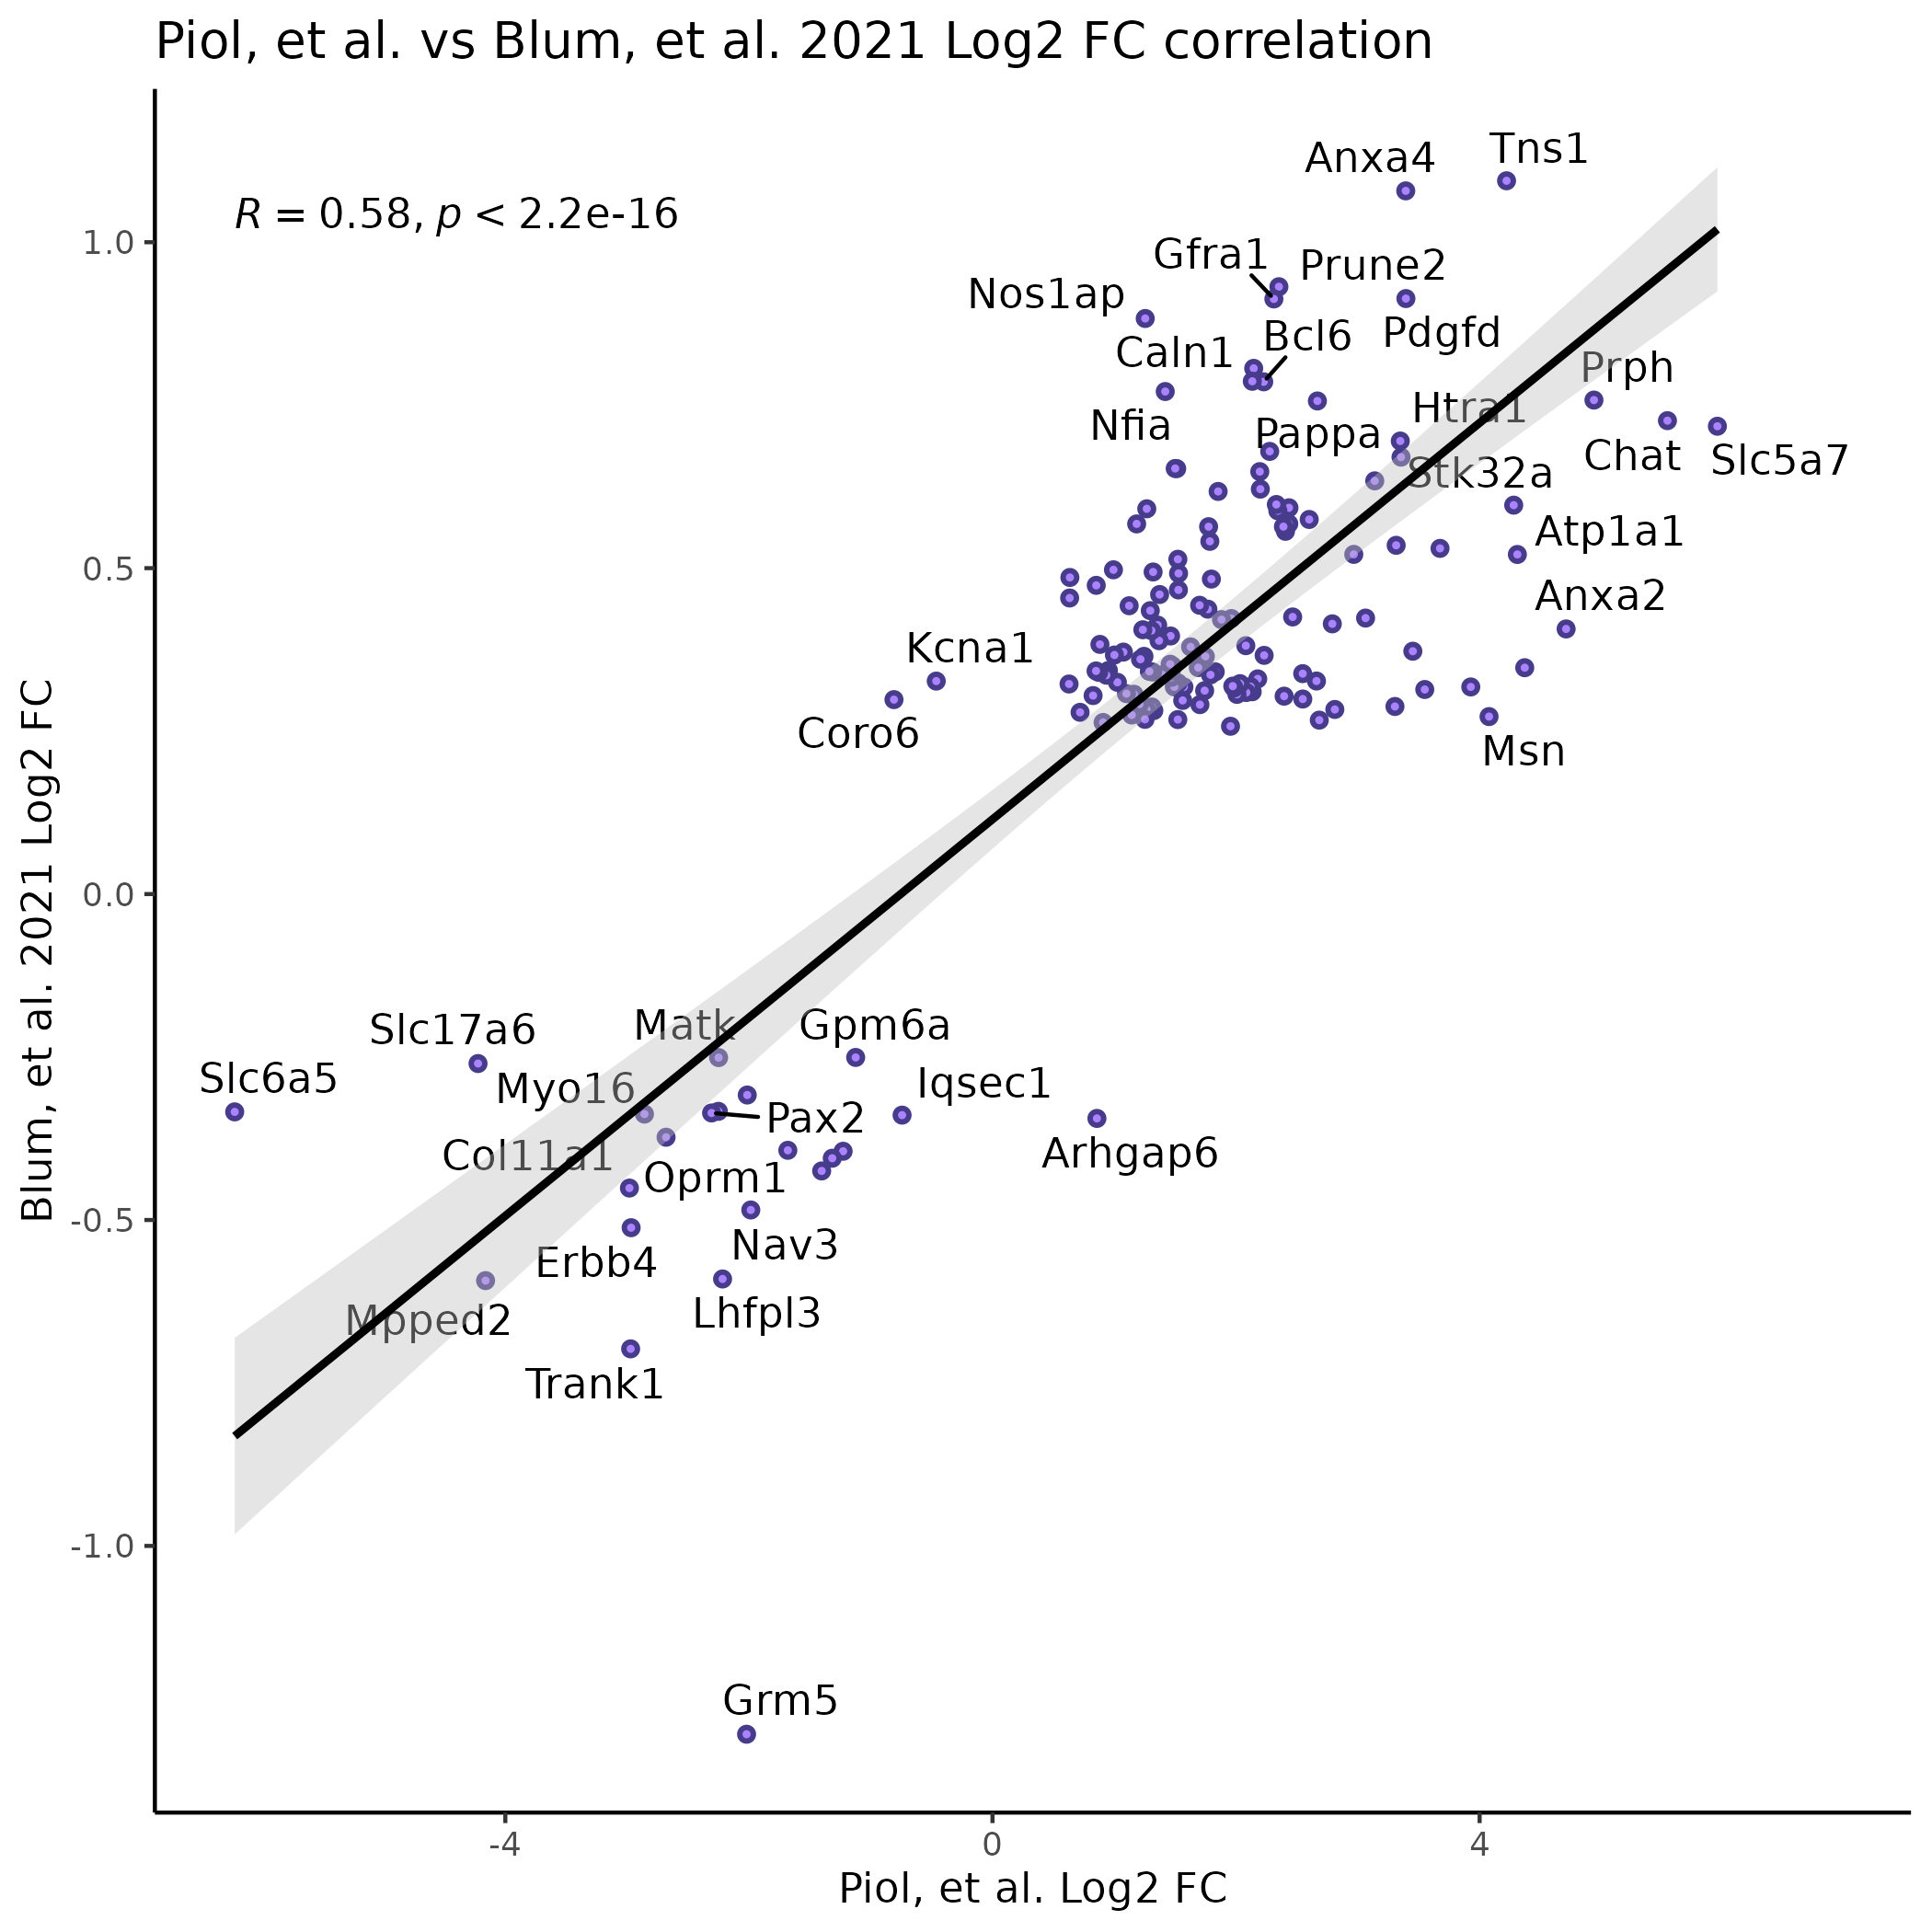 Piol, et al. vs Blum, et al. 2021 Log2 FC correlation
R = 0.58, p < 2.2e-16
Anxa4
Tns1
Gfra1
Prune2
Nos1ap
Bcl6
Pdgfd
Caln1
Prph
Htra1
Nfia
Pappa
Chat
Slc5a7
Stk32a
Atp1a1
Anxa2
Kcna1
Coro6
Msn
Slc17a6
Matk
Gpm6a
Slc6a5
Myo16
Iqsec1
Pax2
Col11a1
Oprm1
Arhgap6
Nav3
Erbb4
Lhfpl3
Mpped2
Trank1
Grm5
1.0
0.5
0.0
-0.5
-1.0
Blum, et al. 2021 Log2 FC
-4
0
4
Piol, et al. Log2 FC